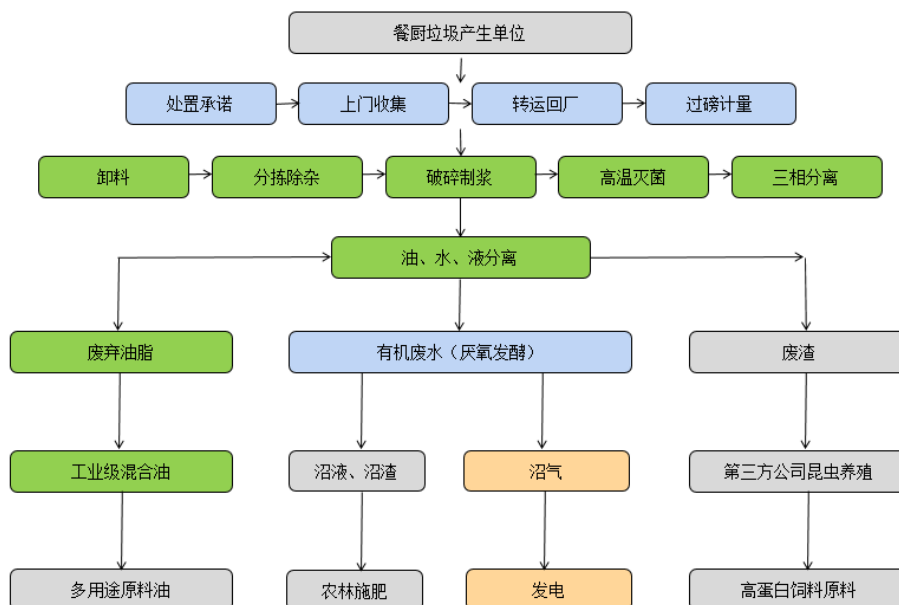 餐厨垃圾产生单位
处置承诺
上门收集
转运回厂
过磅计量
卸料
分拣除杂
破碎制浆
高温灭菌
三相分离
油、水、液分离
废弃油脂
有机废水（厌氧发酵）
废渣
工业级混合油
沼液、沼渣
沼气
第三方公司昆虫养殖
多用途原料油
农林施肥
发电
高蛋白饲料原料